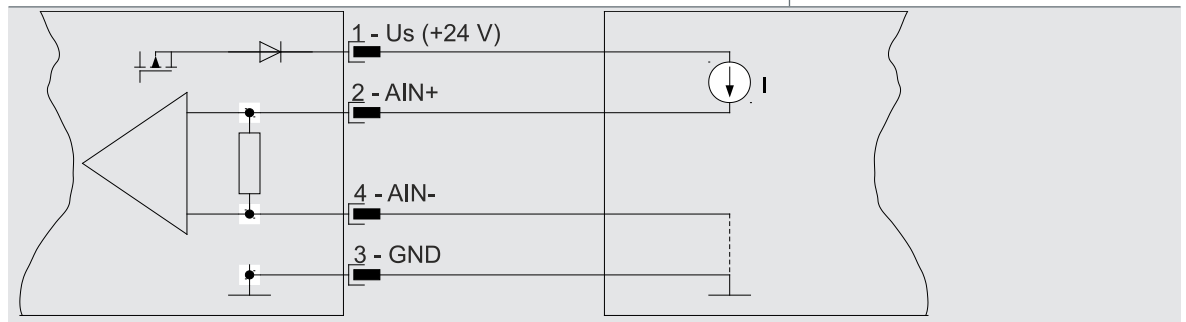 1 - Us (+24 V)
I
2 - AIN+
4 - AIN-
3 - GND